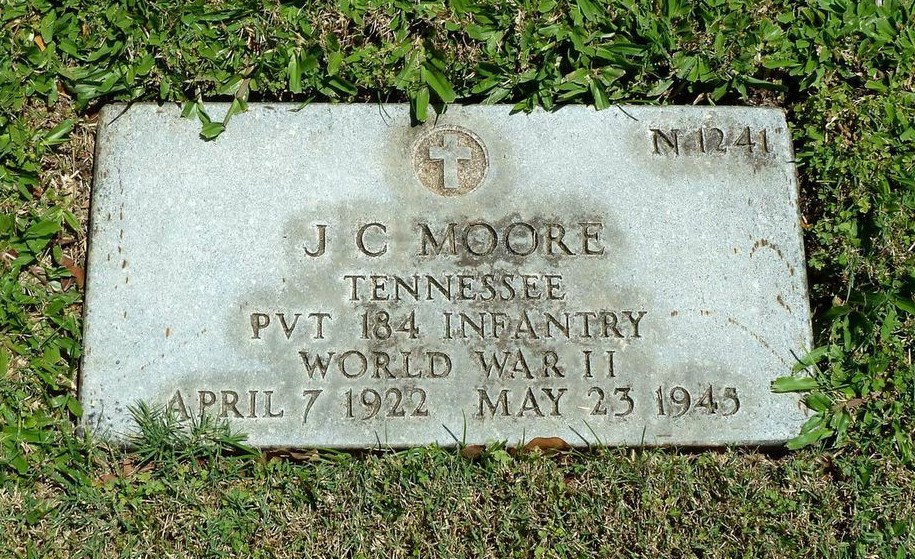 N 1241
J C MOORE
TENNESSEE
PVT 184 INFANTRY
WORLD WAR II
APRIL 7 1922 MAY 23 1945